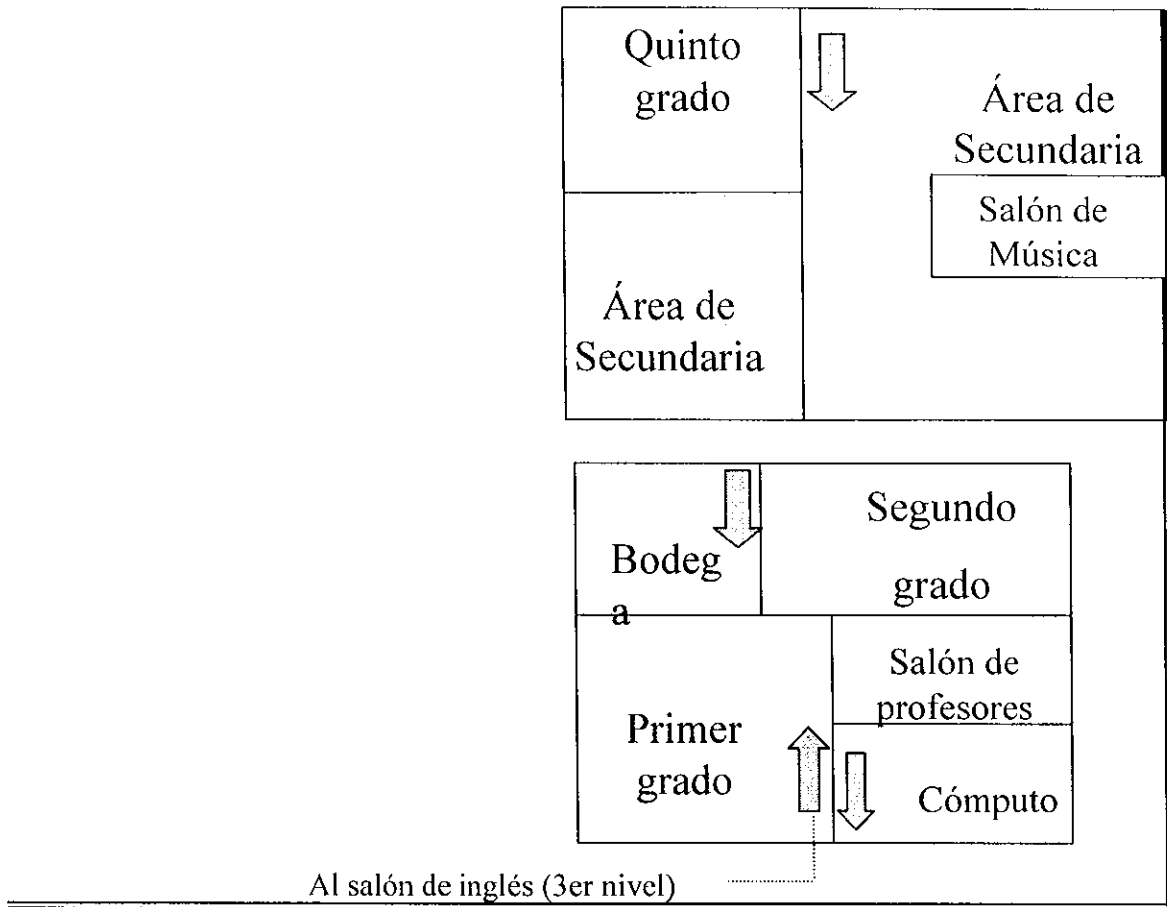 Quinto
grado
Área de
Secundaria
Salón de
Música
Área de
Secundaria
Bodeg
a
Segundo
grado
Salón de
profesores
Primer
grado
Cómputo
Al salón de inglés (3er nivel)